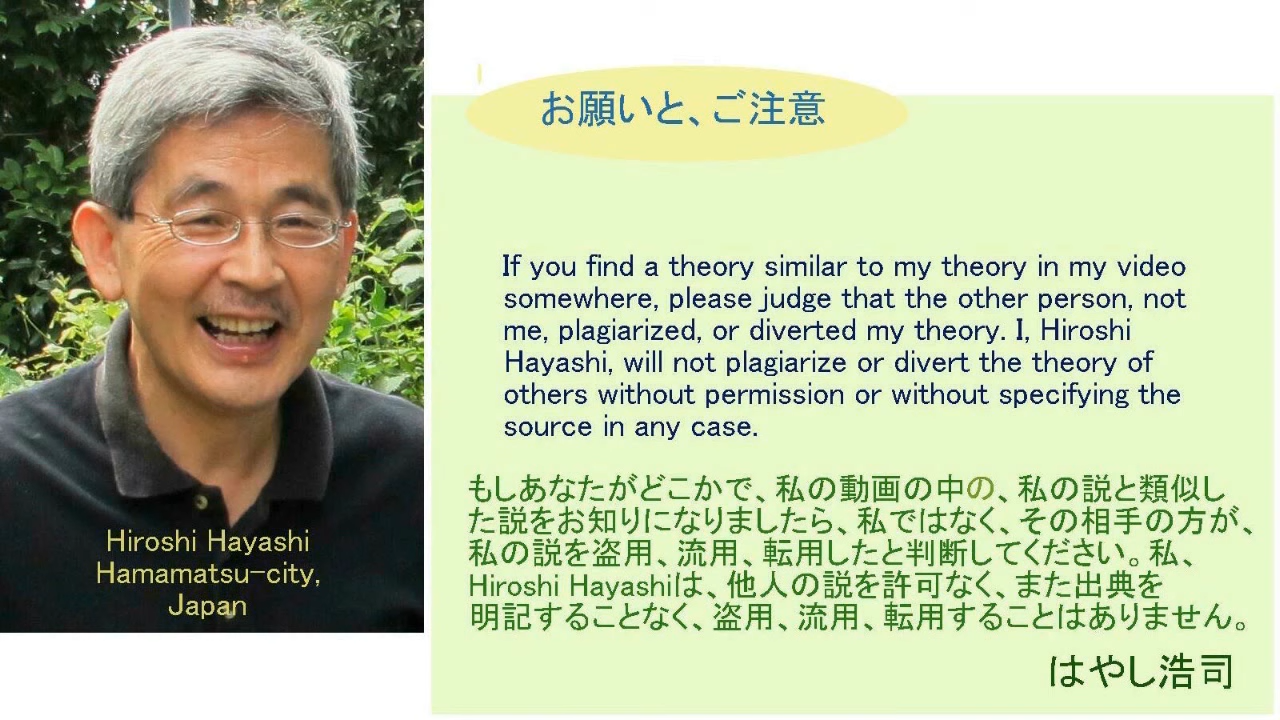 お願いと、ご注意
If you find a theory similar to my theory in my video
somewhere, please judge that the other person, not
me, plagiarized, or diverted my theory. I, Hiroshi
Hayashi, will not plagiarize or divert the theory of
others without permission or without specifying the
source in any case.
もしあなたがどこかで、私の動画の中の、私の説と類似し
た説をお知りになりましたら、私ではなく、その相手の方が、
私の説を盗用、流用、転用したと判断してください。私、
Hiroshi Hayashiは、他人の説を許可なく、また出典を
明記することなく、盗用、流用、転用することはありません。
はやし浩司
Hiroshi Hayashi
Hamamatsu-city,
Japan